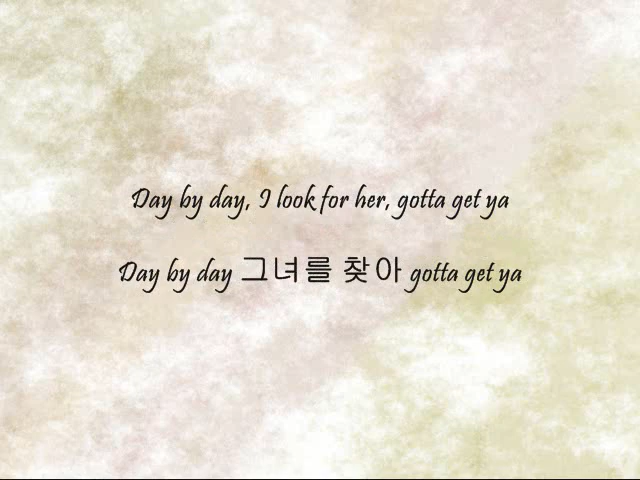 Day by day, I look for her, gotta get ya
Day by day 그녀를 찾아 gotta get ya